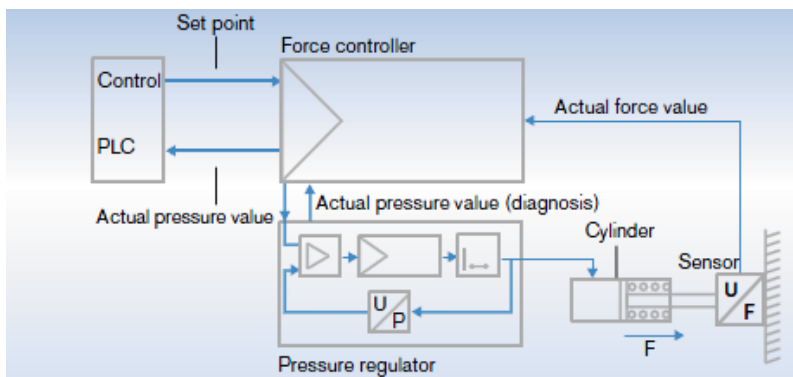 Set point
Force controller
Control
Actual force value
PLC
Actual pressure value
Actual pressure value (diagnosis)
Cylinder
Sensor
U
F
U
P
F
Pressure regulator